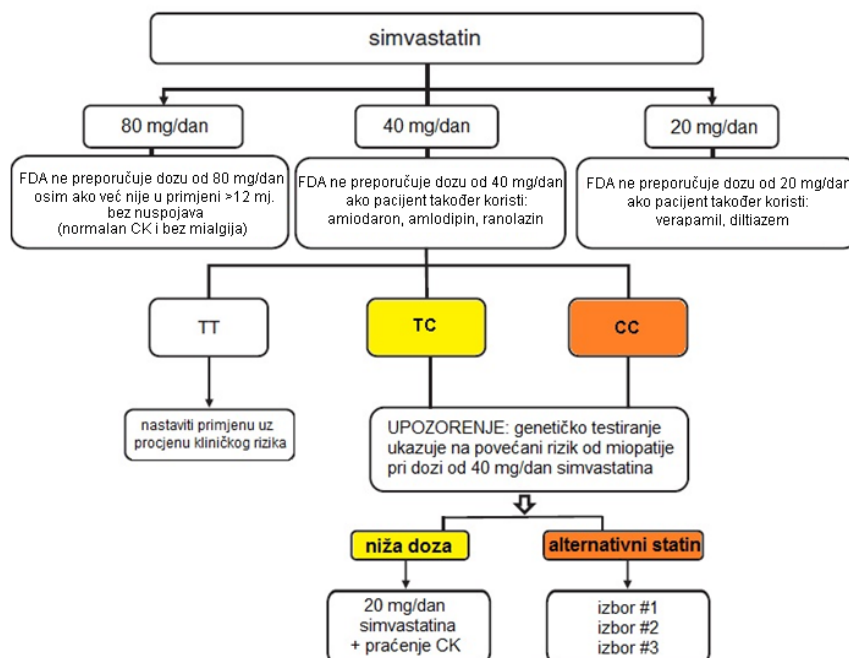 simvastatin
80 mg/dan
40 mg/dan
20 mg/dan
FDA ne preporučuje dozu od 80 mg/dan
osim ako već nije u primjeni >12 mj.
bez nuspojava
(normalan CK i bez mialgija)
FDA ne preporučuje dozu od 40 mg/dan
ako pacijent također koristi:
amiodaron, amlodipin, ranolazin
FDA ne preporučuje dozu od 20 mg/dan
ako pacijent također koristi:
verapamil, diltiazem
TT
TC
CC
nastaviti primjenu uz
procjenu kliničkog rizika
UPOZORENJE: genetičko testiranje
ukazuje na povećani rizik od miopatije
pri dozi od 40 mg/dan simvastatina
niža doza
alternativni statin
20 mg/dan
simvastatina
+ praćenje CK
izbor #1
izbor #2
izbor #3